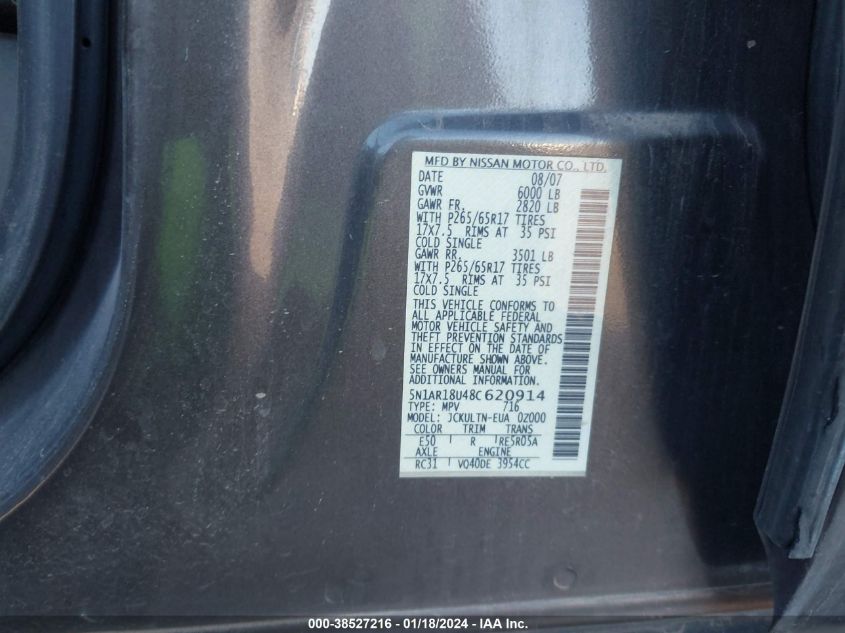 MFD BY NISSAN MOTOR CO., LTD.
DATE 08/07
GVWR 6000 LB
GAWR FR. 2820 LB
WITH P265/65R17 TIRES
17X7.5 RIMS AT 35 PSI
COLD SINGLE
GAWR RR. 3501 LB
WITH P265/65R17 TIRES
17X7.5 RIMS AT 35 PSI
COLD SINGLE
THIS VEHICLE CONFORMS TO
ALL APPLICABLE FEDERAL
MOTOR VEHICLE SAFETY AND
THEFT PREVENTION STANDARDS
IN EFFECT ON THE DATE OF
MANUFACTURE SHOWN ABOVE.
SEE OWNERS MANUAL FOR
ADDITIONAL INFORMATION.
5N1AR18U48C620914
TYPE: MPV 716
MODEL: JCKULTN-EUA 0Z000
COLOR TRIM TRANS
E50 R RE5R05A
AXLE ENGINE
RC31 VQ40DE 3954CC
000-38527216 - 01/18/2024 - IAA Inc.